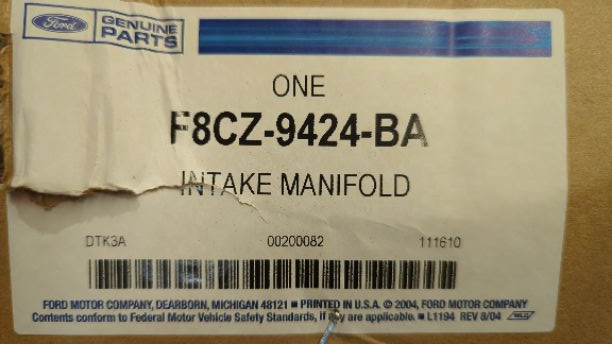 Ford GENUINE PARTS
ONE
F8CZ-9424-BA
INTAKE MANIFOLD
DTK3A 00200082 111610
FORD MOTOR COMPANY, DEARBORN, MICHIGAN 48121 ■ PRINTED IN U.S.A. © 2004, FORD MOTOR COMPANY
Contents conform to Federal Motor Vehicle Safety Standards, if any are applicable. ■ L1194 REV 8/04